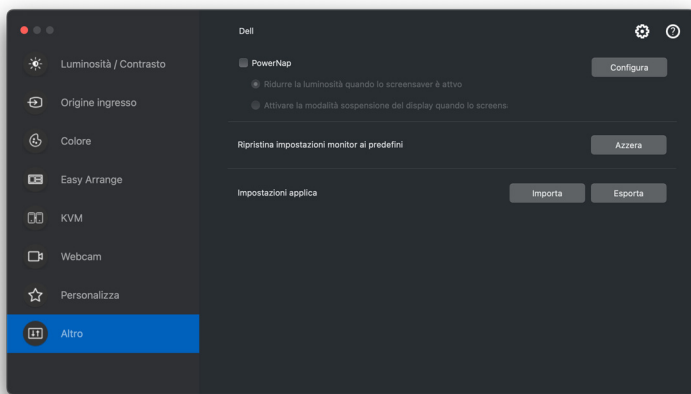 Dell
Luminosità / Contrasto
Origine ingresso
Colore
Easy Arrange
KVM
Webcam
Personalizza
Altro
PowerNap
Configura
Ridurre la luminosità quando lo screensaver è attvo
Attivare la modalità sospensione del display quando lo screens
Ripristina impostazioni monitor ai predefini
Azzera
Impostazioni applica
Importa
Esporta